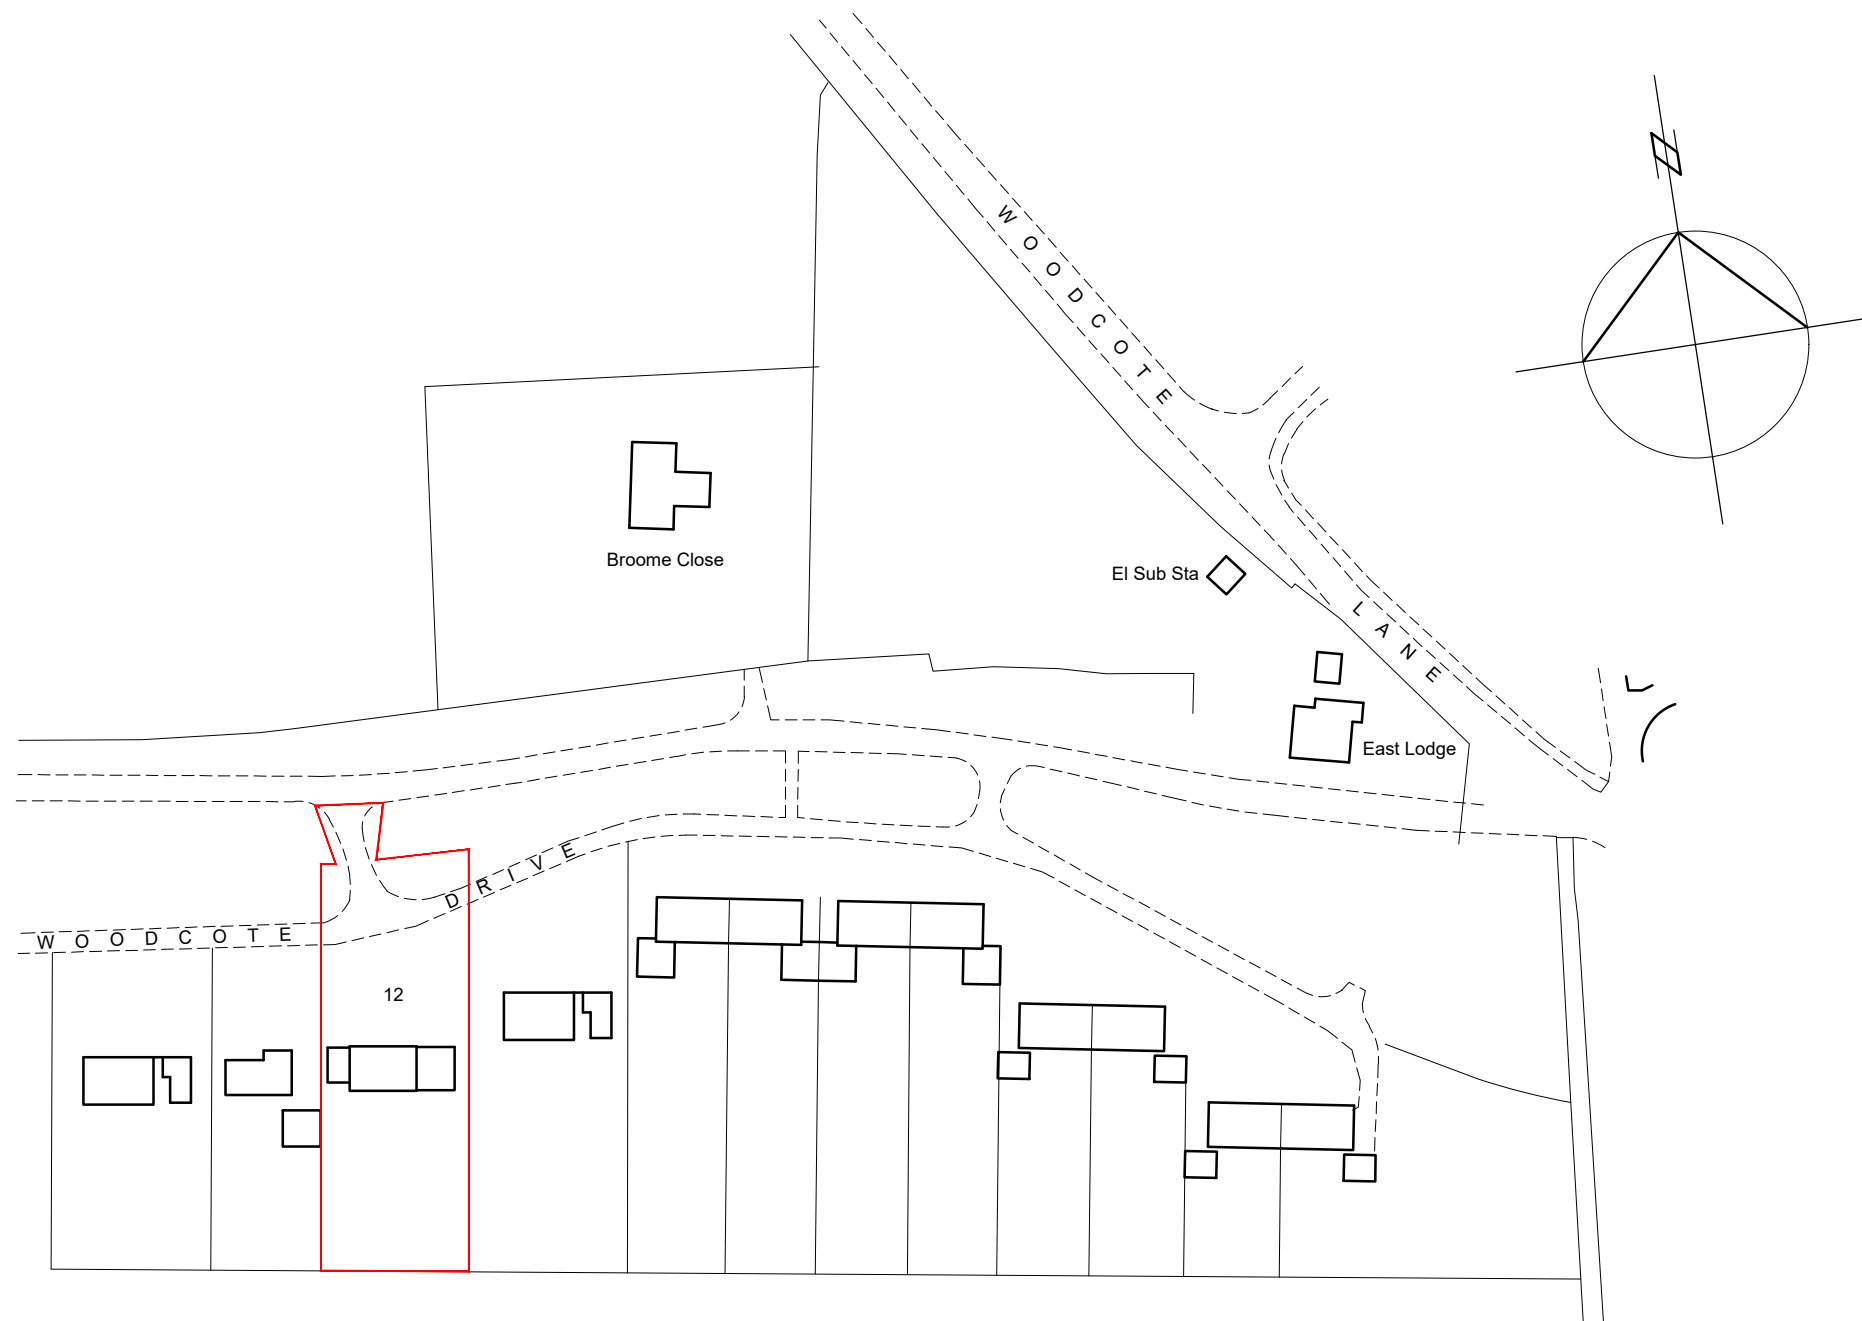 WOODCOTE LANE
Broome Close
El Sub Sta
East Lodge
WOODCOTE DRIVE
12